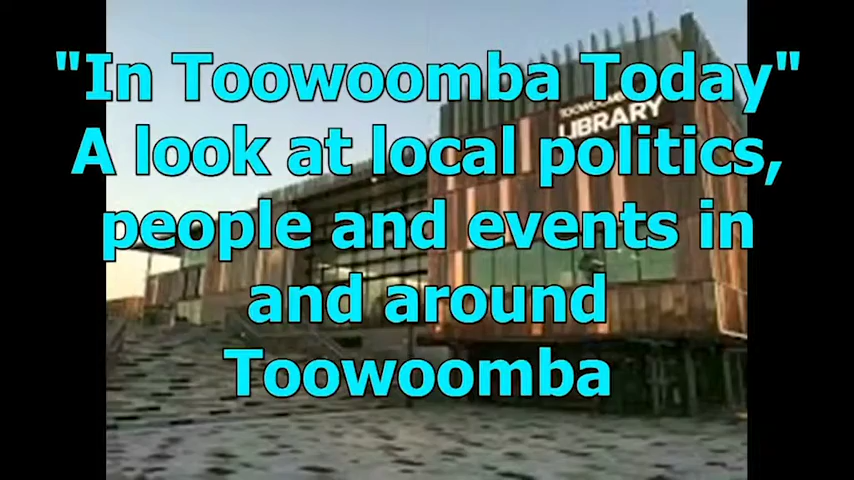 "In Toowoomba Today"
A look at local politics,
people and events in
and around
Toowoomba
LIBRARY